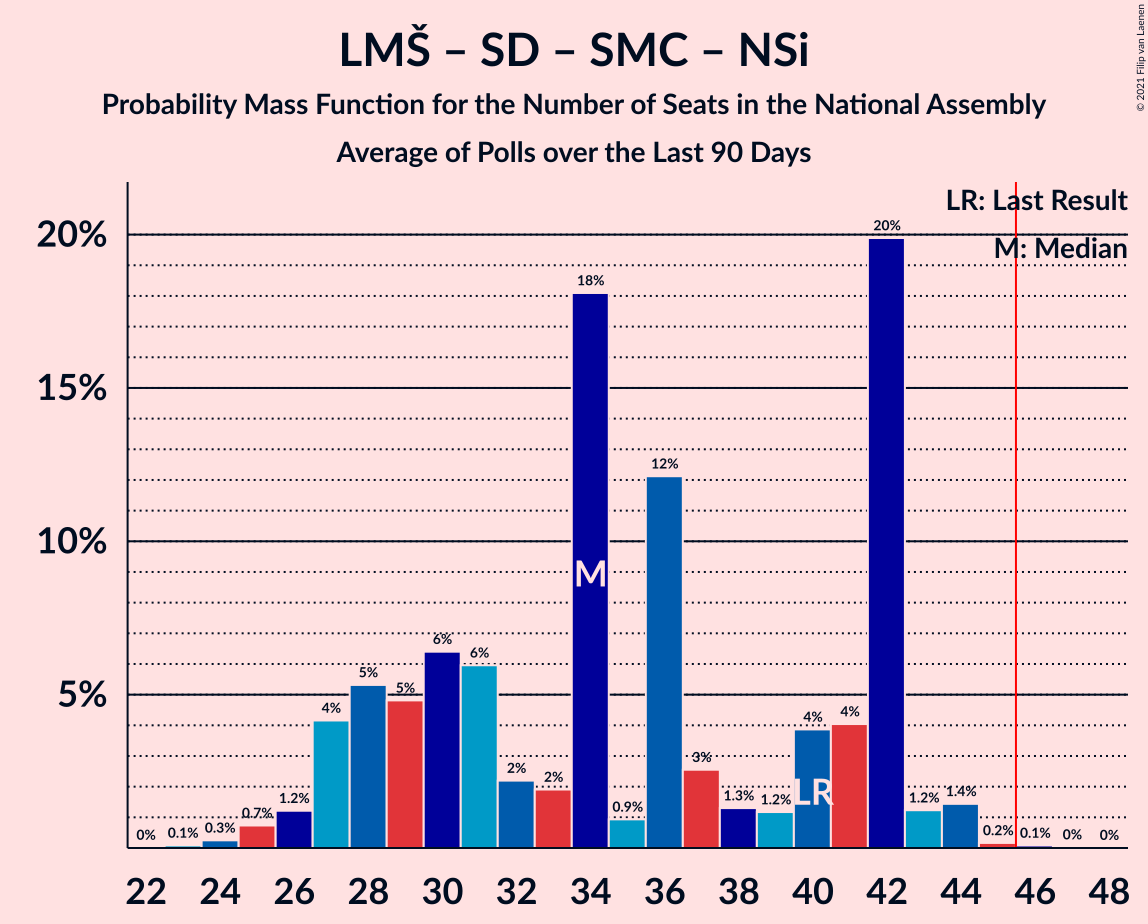 LMŠ – SD – SMC – NSi
Probability Mass Function for the Number of Seats in the National Assembly
Average of Polls over the Last 90 Days
© 2021 Filip van Laenen
LR: Last Result
M: Median
20%
15%
10%
5%
0% 0.1% 0.3% 0.7% 1.2% 4% 5% 5% 6% 6% 2% 2% 18% 0.9% 12% 3% 1.3% 1.2% 4% 4% 20% 1.2% 1.4% 0.2% 0.1% 0% 0%
M
LR
22 24 26 28 30 32 34 36 38 40 42 44 46 48